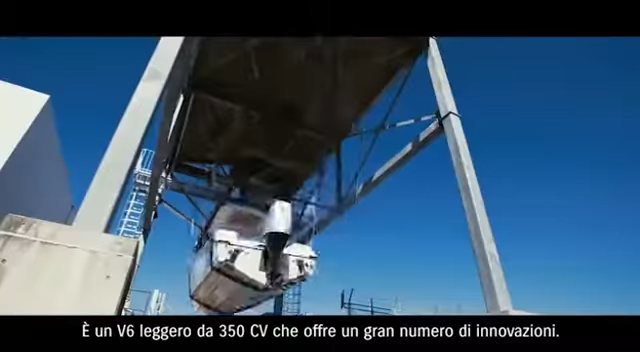 È un V6 leggero da 350 CV che offre un gran numero di innovazioni.